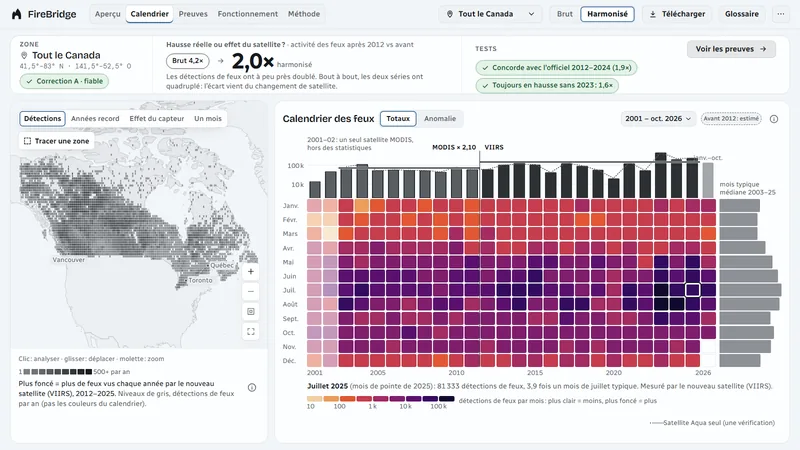 FireBridge
Aperçu Calendrier Preuves Fonctionnement Méthode
Tout le Canada
Brut Harmonisé
Télécharger
Glossaire
ZONE
Tout le Canada
41,5°–83° N · 141,5°–52,5° O
Correction A · fiable
Hausse réelle ou effet du satellite ? · activité des feux après 2012 vs avant
Brut 4,2× → 2,0× harmonisé
Les détections de feux ont à peu près doublé. Bout à bout, les deux séries ont
quadruplé : l'écart vient du changement de satellite.
TESTS
Concorde avec l'officiel 2012–2024 (1,9×)
Toujours en hausse sans 2023 : 1,6×
Voir les preuves →
Détections Années record Effet du capteur Un mois
Tracer une zone
Vancouver
Québec
Toronto
Clic : analyser · glisser : déplacer · molette : zoom
1 500+ par an
Plus foncé = plus de feux vus chaque année par le nouveau
satellite (VIIRS), 2012–2025. Niveaux de gris, détections de feux
par an (pas les couleurs du calendrier).
Calendrier des feux
Totaux Anomalie
2001 – oct. 2026
Avant 2012: estimé
2001–02: un seul satellite MODIS,
hors des statistiques
MODIS × 2,10 VIIRS
janv.–oct.
100 k
10 k
mois typique
médiane 2003–25
Janv.
Févr.
Mars
Avr.
Mai
Juin
Juil.
Août
Sept.
Oct.
Nov.
Déc.
2001 2005 2010 2015 2020 2026
Juillet 2025 (mois de pointe de 2025) : 81 333 détections de feux, 3,9 fois un mois de juillet typique. Mesuré par le nouveau satellite (VIIRS).
10 100 1 k 10 k 100 k
détections de feux par mois : plus clair = moins, plus foncé = plus
Satellite Aqua seul (une vérification)